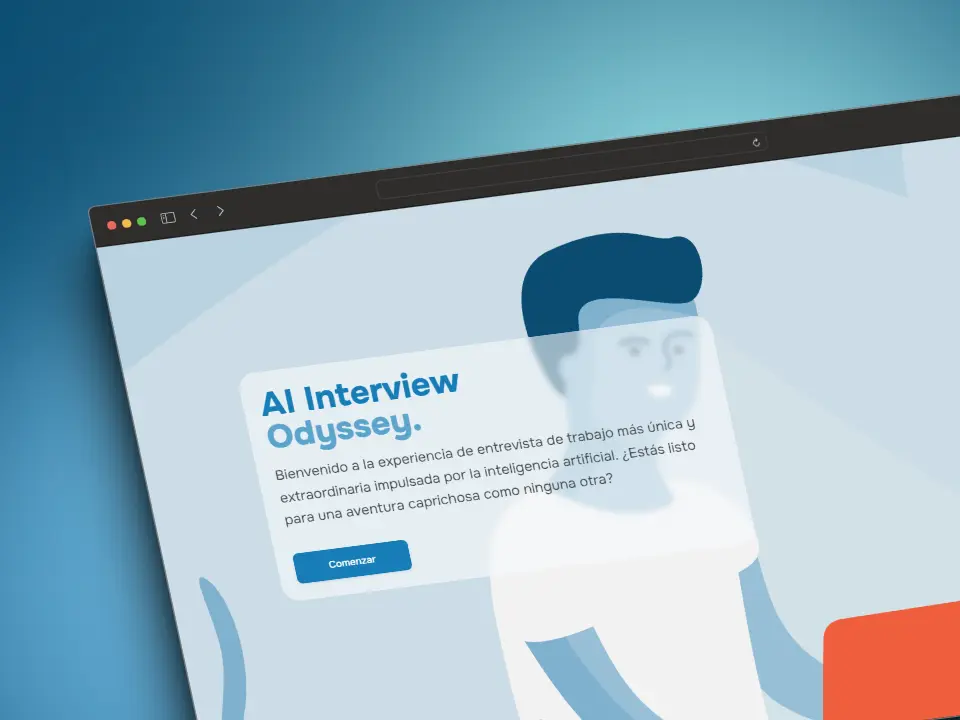 AI Interview
Odyssey.
Bienvenido a la experiencia de entrevista de trabajo más única y
extraordinaria impulsada por la inteligencia artificial. ¿Estás listo
para una aventura caprichosa como ninguna otra?
Comenzar